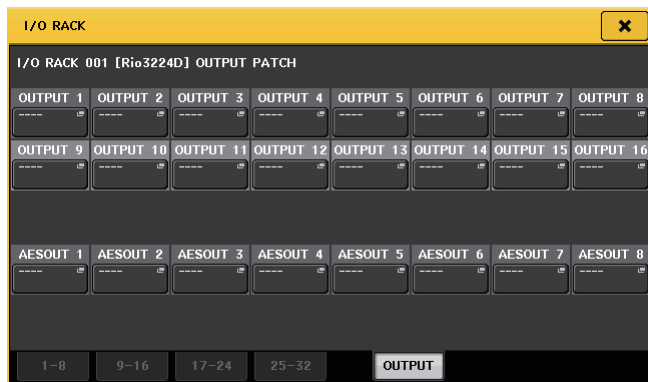 I/O RACK
I/O RACK 001 [Rio3224D] OUTPUT PATCH
OUTPUT 1 OUTPUT 2 OUTPUT 3 OUTPUT 4 OUTPUT 5 OUTPUT 6 OUTPUT 7 OUTPUT 8
---- ---- ---- ---- ---- ---- ---- ----
OUTPUT 9 OUTPUT 10 OUTPUT 11 OUTPUT 12 OUTPUT 13 OUTPUT 14 OUTPUT 15 OUTPUT 16
---- ---- ---- ---- ---- ---- ---- ----
AESOUT 1 AESOUT 2 AESOUT 3 AESOUT 4 AESOUT 5 AESOUT 6 AESOUT 7 AESOUT 8
---- ---- ---- ---- ---- ---- ---- ----
1-8 9-16 17-24 25-32 OUTPUT